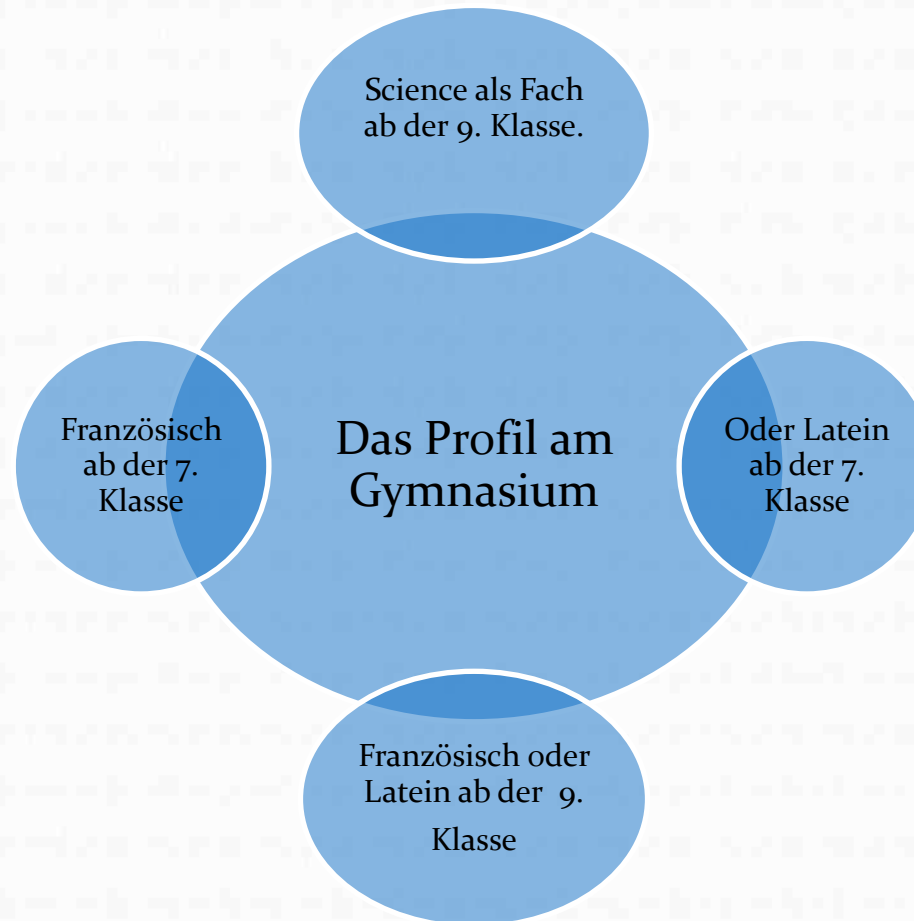 Science als Fach
ab der 9. Klasse.
Französisch
ab der 7.
Klasse
Das Profil am
Gymnasium
Oder Latein
ab der 7.
Klasse
Französisch oder
Latein ab der 9.
Klasse